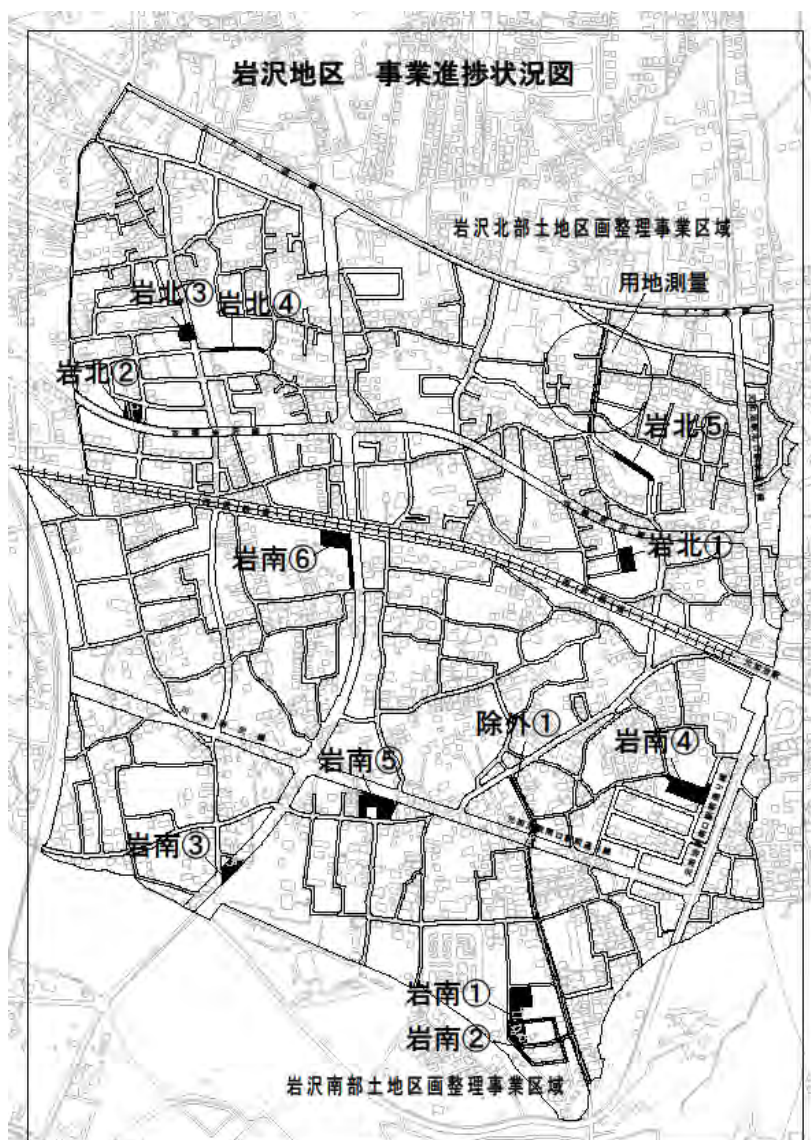 岩沢地区　事業進捗状況図
岩沢北部土地区画整理事業区域
用地測量
岩北③
岩北④
岩北②
岩北⑤
岩北①
岩南⑥
除外①
岩南④
岩南⑤
岩南③
岩南①
岩南②
岩沢南部土地区画整理事業区域